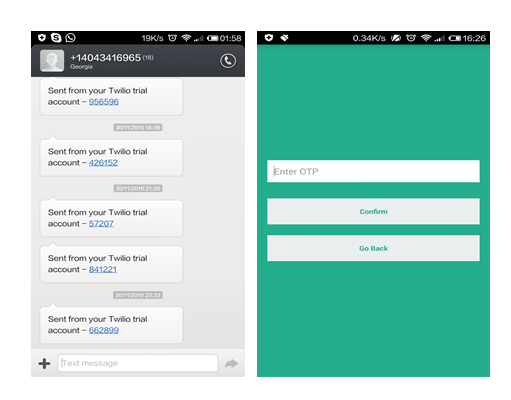 19K/s 01:58
+14043416965 (18)
Georgia
Sent from your Twilio trial
account – 956596
30/11/2016 18:36
Sent from your Twilio trial
account – 426152
30/11/2016 21:39
Sent from your Twilio trial
account – 57207
Sent from your Twilio trial
account – 841221
30/11/2016 23:33
Sent from your Twilio trial
account – 662899
Text message
0.34K/s 16:26
Enter OTP
Confirm
Go Back